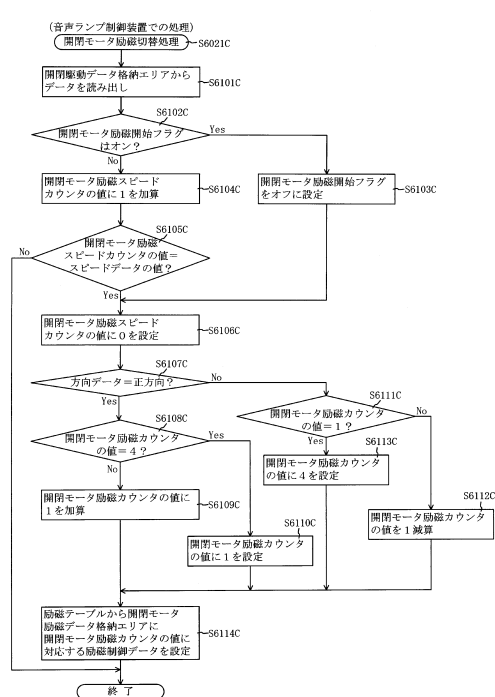 (音声ランプ制御装置での処理)
開閉モータ励磁切替処理
S6021C
開閉駆動データ格納エリアから
データを読み出し
S6101C
S6102C
開閉モータ励磁開始フラグ
はオン？
Yes
No
開閉モータ励磁スピード
カウンタの値に１を加算
S6104C
開閉モータ励磁開始フラグ
をオフに設定
S6103C
S6105C
開閉モータ励磁
スピードカウンタの値＝
スピードデータの値？
No
Yes
開閉モータ励磁スピード
カウンタの値に０を設定
S6106C
S6107C
方向データ＝正方向？
No
Yes
S6111C
開閉モータ励磁カウンタ
の値＝１？
No
Yes
S6108C
開閉モータ励磁カウンタ
の値＝４？
Yes
No
S6113C
開閉モータ励磁カウンタ
の値に４を設定
開閉モータ励磁カウンタの値に
１を加算
S6109C
S6112C
開閉モータ励磁カウンタ
の値を１減算
S6110C
開閉モータ励磁カウンタ
の値に１を設定
励磁テーブルから開閉モータ
励磁データ格納エリアに
開閉モータ励磁カウンタの値に
対応する励磁制御データを設定
S6114C
終 了